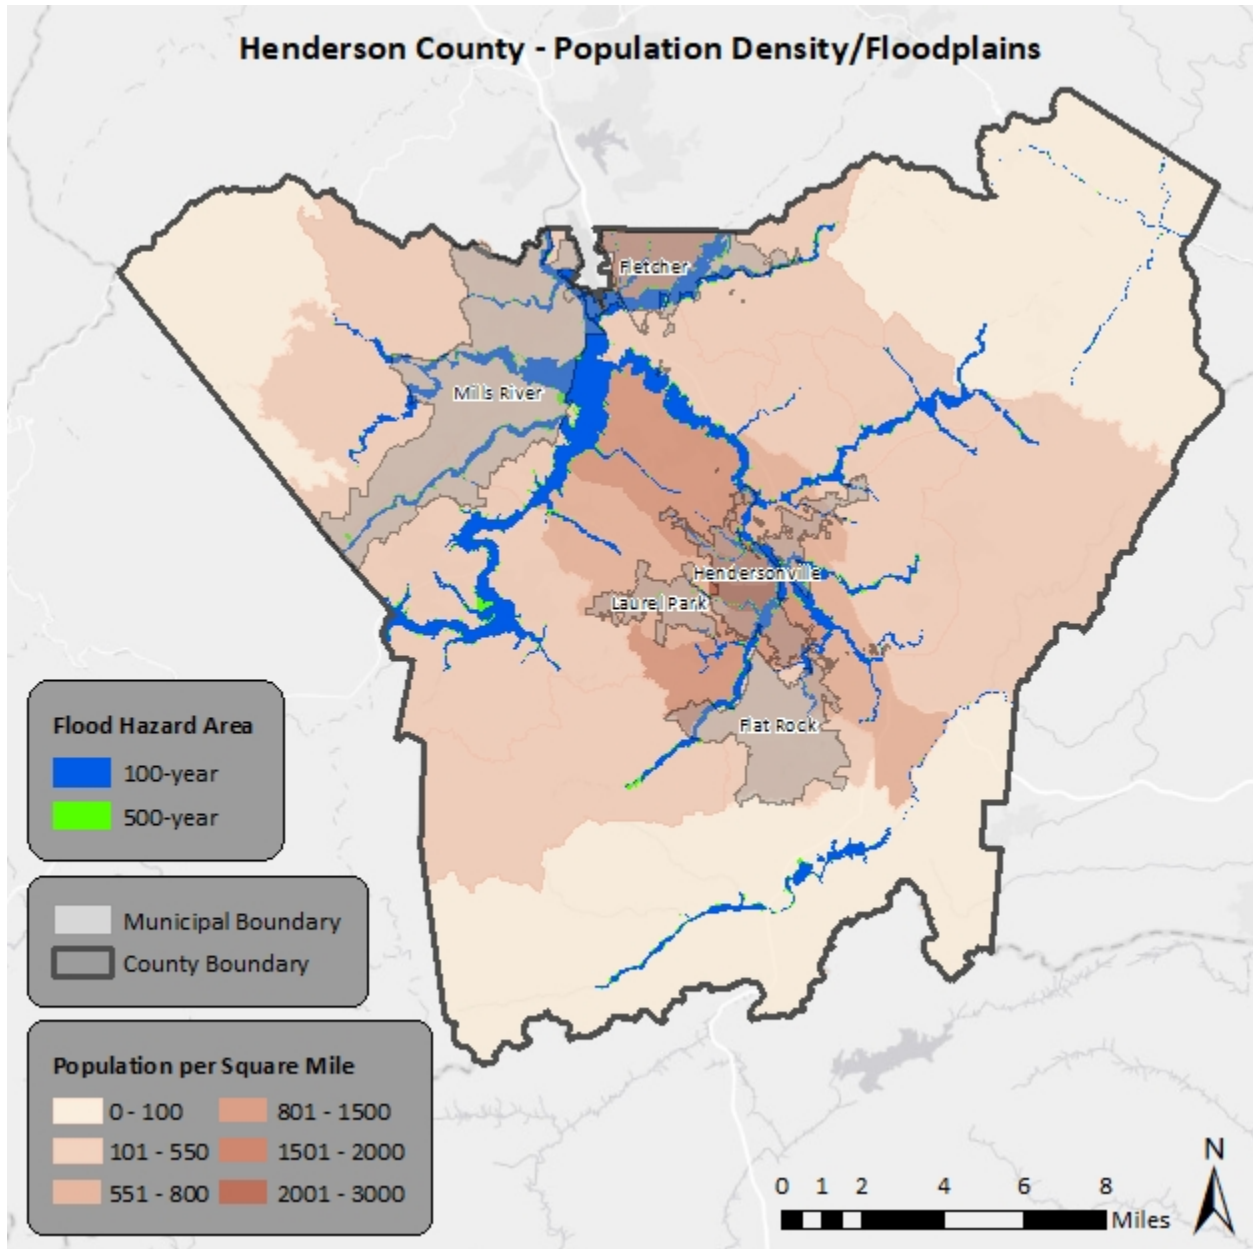 Henderson County - Population Density/Floodplains
Fletcher
Mills River
Hendersonville
Laurel Park
Flat Rock
Flood Hazard Area
100-year
500-year
Municipal Boundary
County Boundary
Population per Square Mile
0 - 100
801 - 1500
101 - 550
1501 - 2000
551 - 800
2001 - 3000
N
0 1 2 4 6 8
Miles